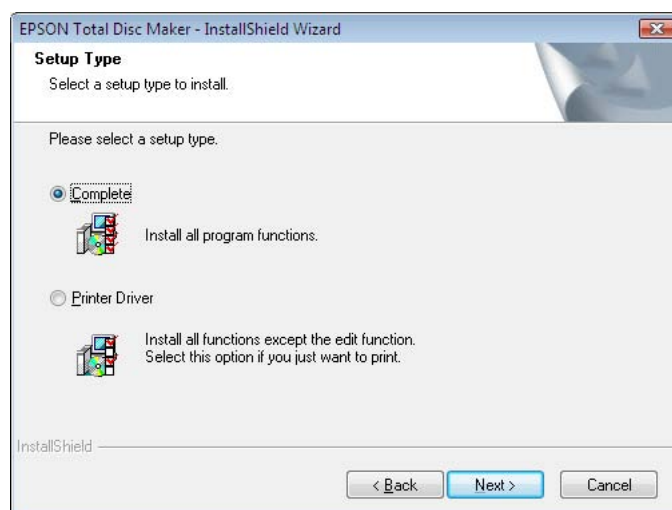 EPSON Total Disc Maker - InstallShield Wizard
Setup Type
Select a setup type to install.
Please select a setup type.
Complete
Install all program functions.
Printer Driver
Install all functions except the edit function.
Select this option if you just want to print.
InstallShield
< Back
Next >
Cancel